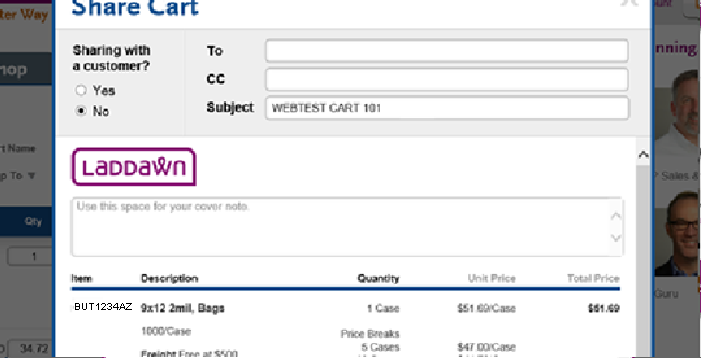 ter Way
Share Cart
Sharing with
a customer?
Yes
No
To
CC
Subject WEBTEST CART 101
nning
hop
rt Name
p To
Qty
1
34.72
LaDDaWn
Use this space for your cover note.
Sales &
Guru
Item Description Quantity Unit Price Total Price
BUT1234AZ 9x12 2mil, Bags 1 Case $51.69/Case $51.69
1000/Case Price Breaks
5 Cases $47.00/Case
Freight Free at $500